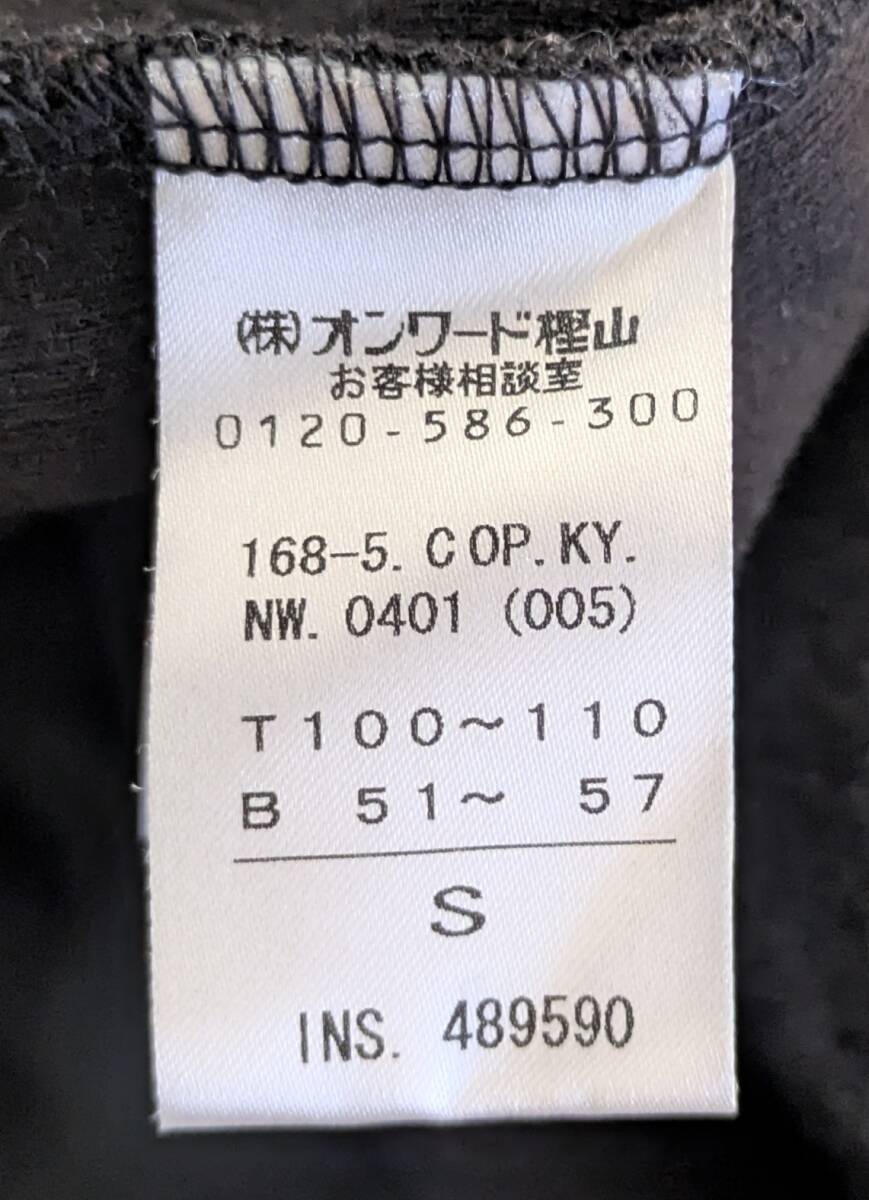 (株)オンワード樫山
お客様相談室
0120-586-300
168-5. COP. KY.
NW. 0401 (005)
T 100～110
B 51～ 57
S
INS. 489590